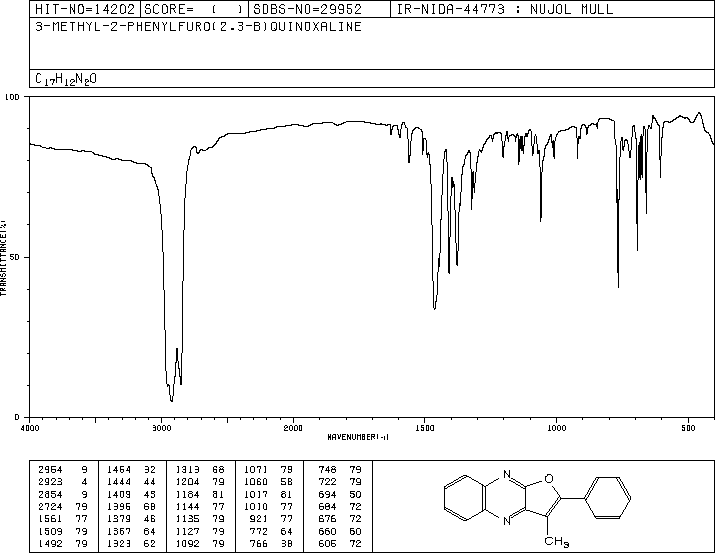 HIT-NO=14202 SCORE= ( ) SDBS-NO=29952 IR-NIDA-44773 : NUJOL MULL
3-METHYL-2-PHENYLFURO(2,3-B)QUINOXALINE
C17H12N2O
100
50
0
TRANSMITTANCE(%)
4000 3000 2000 1500 1000 500
WAVENUMBER(-1)
2954 9 1464 32 1313 68 1071 79 748 79
2923 4 1444 44 1204 79 1060 58 722 79
2854 9 1409 43 1184 81 1017 81 694 50
2724 79 1396 68 1144 77 1010 77 684 72
1561 77 1379 46 1135 79 921 77 676 72
1509 79 1367 64 1127 79 772 64 660 60
1492 79 1323 62 1092 79 766 38 605 72
N
O
N
CH3